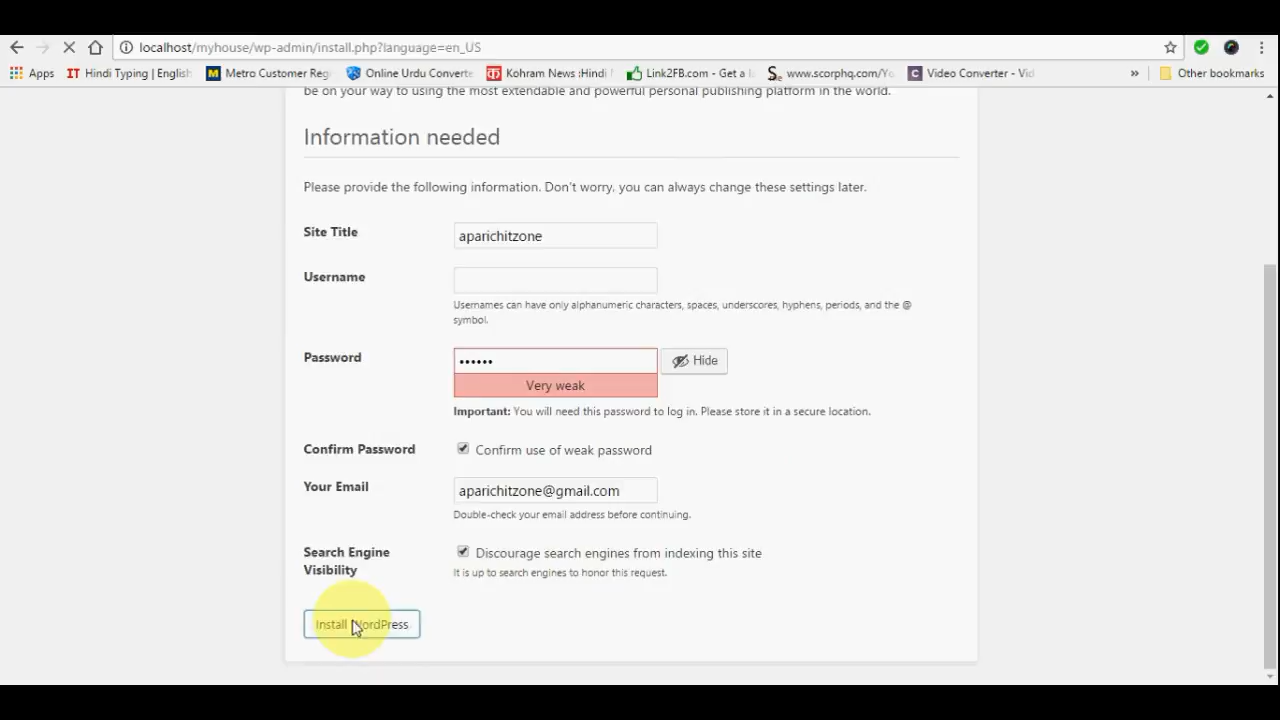 localhost/myhouse/wp-admin/install.php?language=en_US
Apps
Hindi Typing | English
Metro Customer Reg
Online Urdu Converte
Kohram News :Hindi
Link2FB.com - Get a l
www.scorphq.com/Yo
Video Converter - Vid
»
Other bookmarks
be on your way to using the most extendable and powerful personal publishing platform in the world.
Information needed
Please provide the following information. Don't worry, you can always change these settings later.
Site Title
aparichitzone
Username
Usernames can have only alphanumeric characters, spaces, underscores, hyphens, periods, and the @
symbol.
Password
••••••
Hide
Very weak
Important: You will need this password to log in. Please store it in a secure location.
Confirm Password
Confirm use of weak password
Your Email
aparichitzone@gmail.com
Double-check your email address before continuing.
Search Engine
Visibility
Discourage search engines from indexing this site
It is up to search engines to honor this request.
Install WordPress